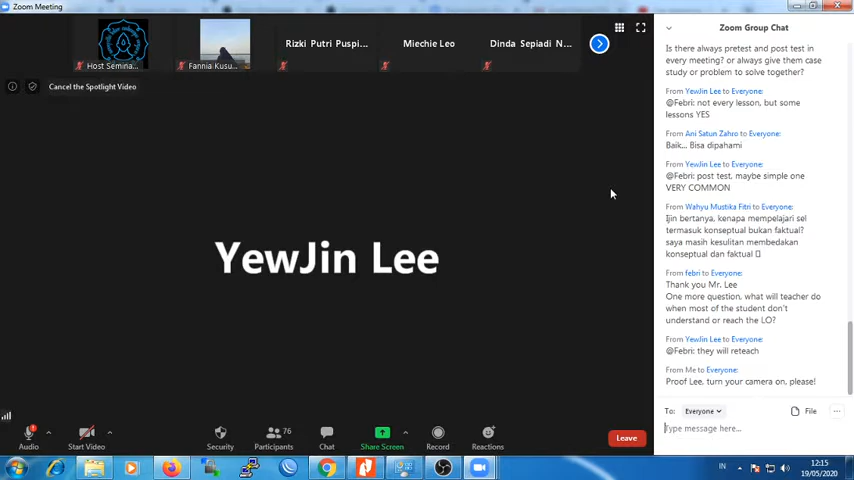 Zoom Meeting
Host Semina...
Fannia Kusu...
Rizki Putri Puspi...
Miechie Leo
Dinda Sepiadi N...
Cancel the Spotlight Video
YewJin Lee
Zoom Group Chat
Is there always pretest and post test in
every meeting? or always give them case
study or problem to solve together?
From YewJin Lee to Everyone:
@Febri: not every lesson, but some
lessons YES
From Ani Satun Zahro to Everyone:
Baik... Bisa dipahami
From YewJin Lee to Everyone:
@Febri: post test, maybe simple one
VERY COMMON
From Wahyu Mustika Fitri to Everyone:
Ijin bertanya, kenapa mempelajari sel
termasuk konseptual bukan faktual?
saya masih kesulitan membedakan
konseptual dan faktual
From febri to Everyone:
Thank you Mr. Lee
One more question, what will teacher do
when most of the student don't
understand or reach the LO?
From YewJin Lee to Everyone:
@Febri: they will reteach
From Me to Everyone:
Proof Lee, turn your camera on, please!
To: Everyone
File
Type message here...
Audio
Start Video
Security
76
Participants
Chat
Share Screen
Record
Reactions
Leave
IN
12:15
19/05/2020